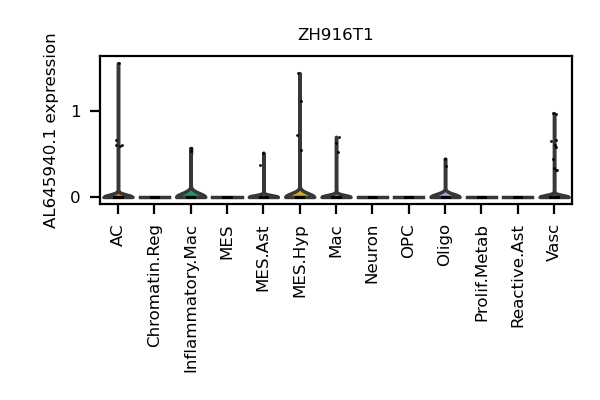 ZH916T1
AL645940.1 expression
1
0
AC
Chromatin.Reg
Inflammatory.Mac
MES
MES.Ast
MES.Hyp
Mac
Neuron
OPC
Oligo
Prolif.Metab
Reactive.Ast
Vasc